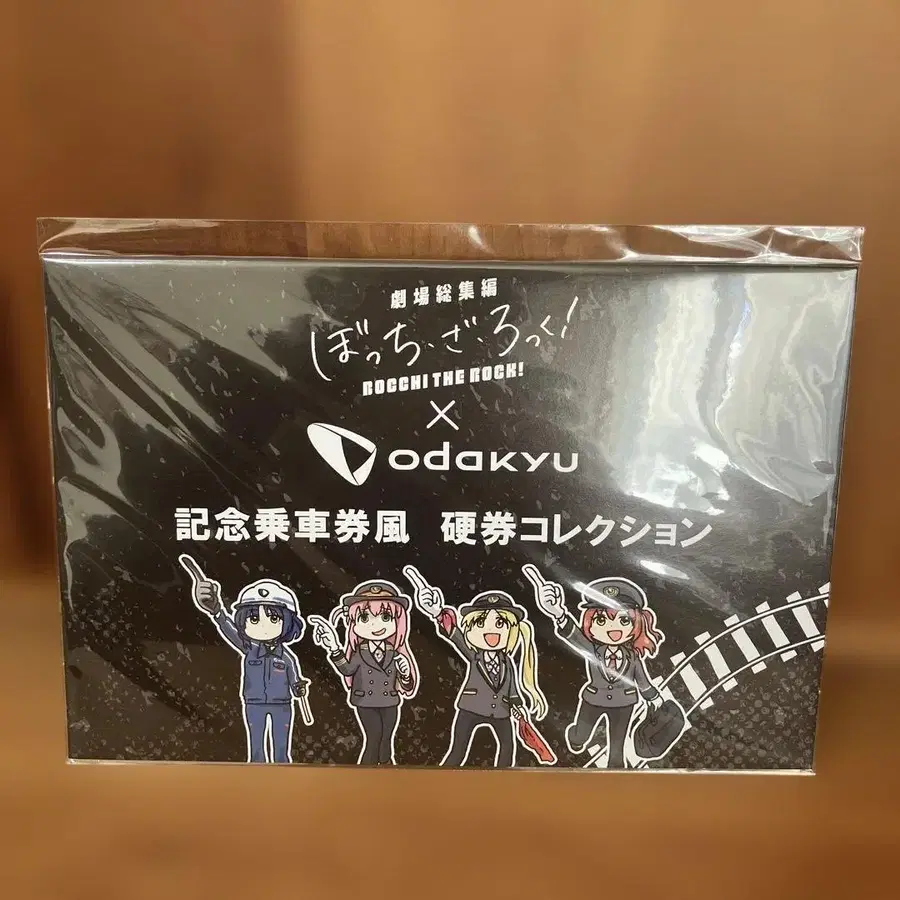 劇場総集編
ぼっち・ざ・ろっく!
BOCCHI THE ROCK!
×
odakyu
記念乗車券風 硬券コレクション